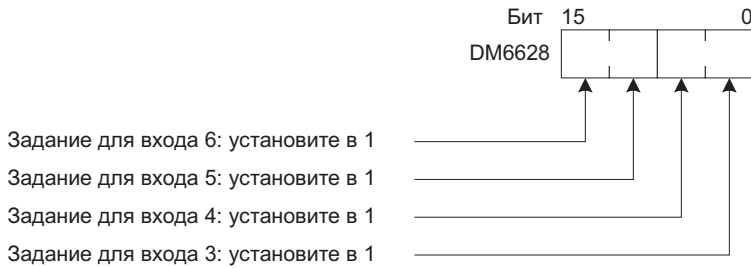 Бит 15 0
DM6628
Задание для входа 6: установите в 1
Задание для входа 5: установите в 1
Задание для входа 4: установите в 1
Задание для входа 3: установите в 1